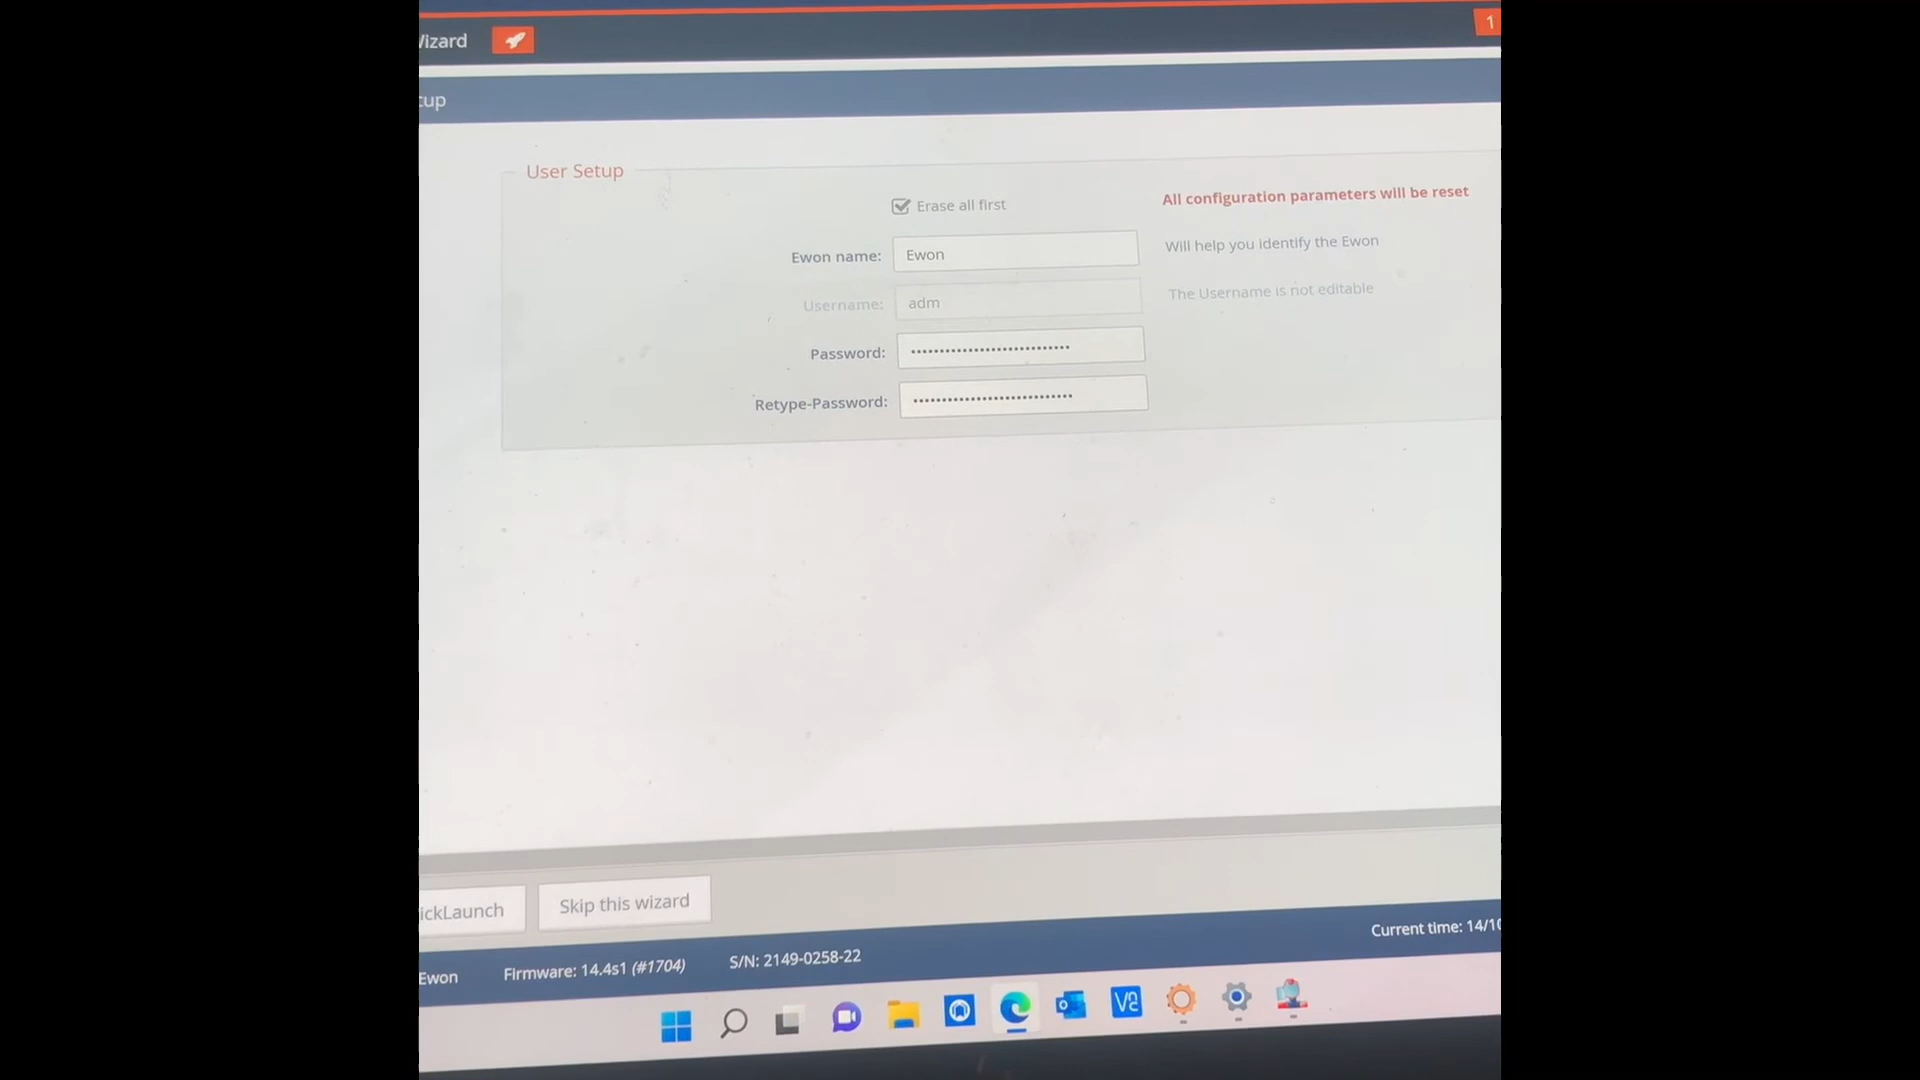 Wizard
1
tup
User Setup
Erase all first
All configuration parameters will be reset
Ewon name:
Ewon
Will help you identify the Ewon
Username:
adm
The Username is not editable
Password:
••••••••••••••••••••••••••••
Retype-Password:
••••••••••••••••••••••••••••
ickLaunch
Skip this wizard
Ewon
Firmware: 14.4s1 (#1704)
S/N: 2149-0258-22
Current time: 14/10